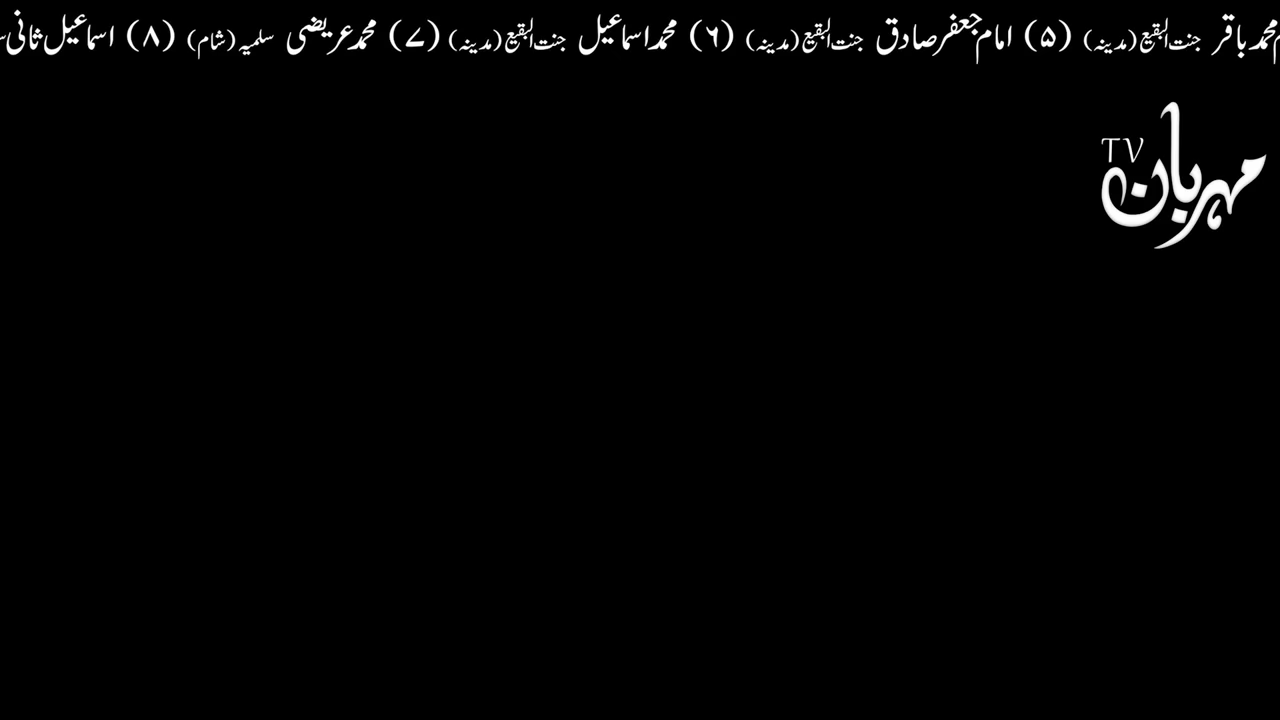 محمد باقر جنت البقیع (مدینہ) (۵) امام جعفر صادق جنت البقیع (مدینہ) (۶) محمد اسماعیل جنت البقیع (مدینہ) (۷) محمد عریضی سلمیہ (شام) (۸) اسماعیل ثانی
مہربان
TV